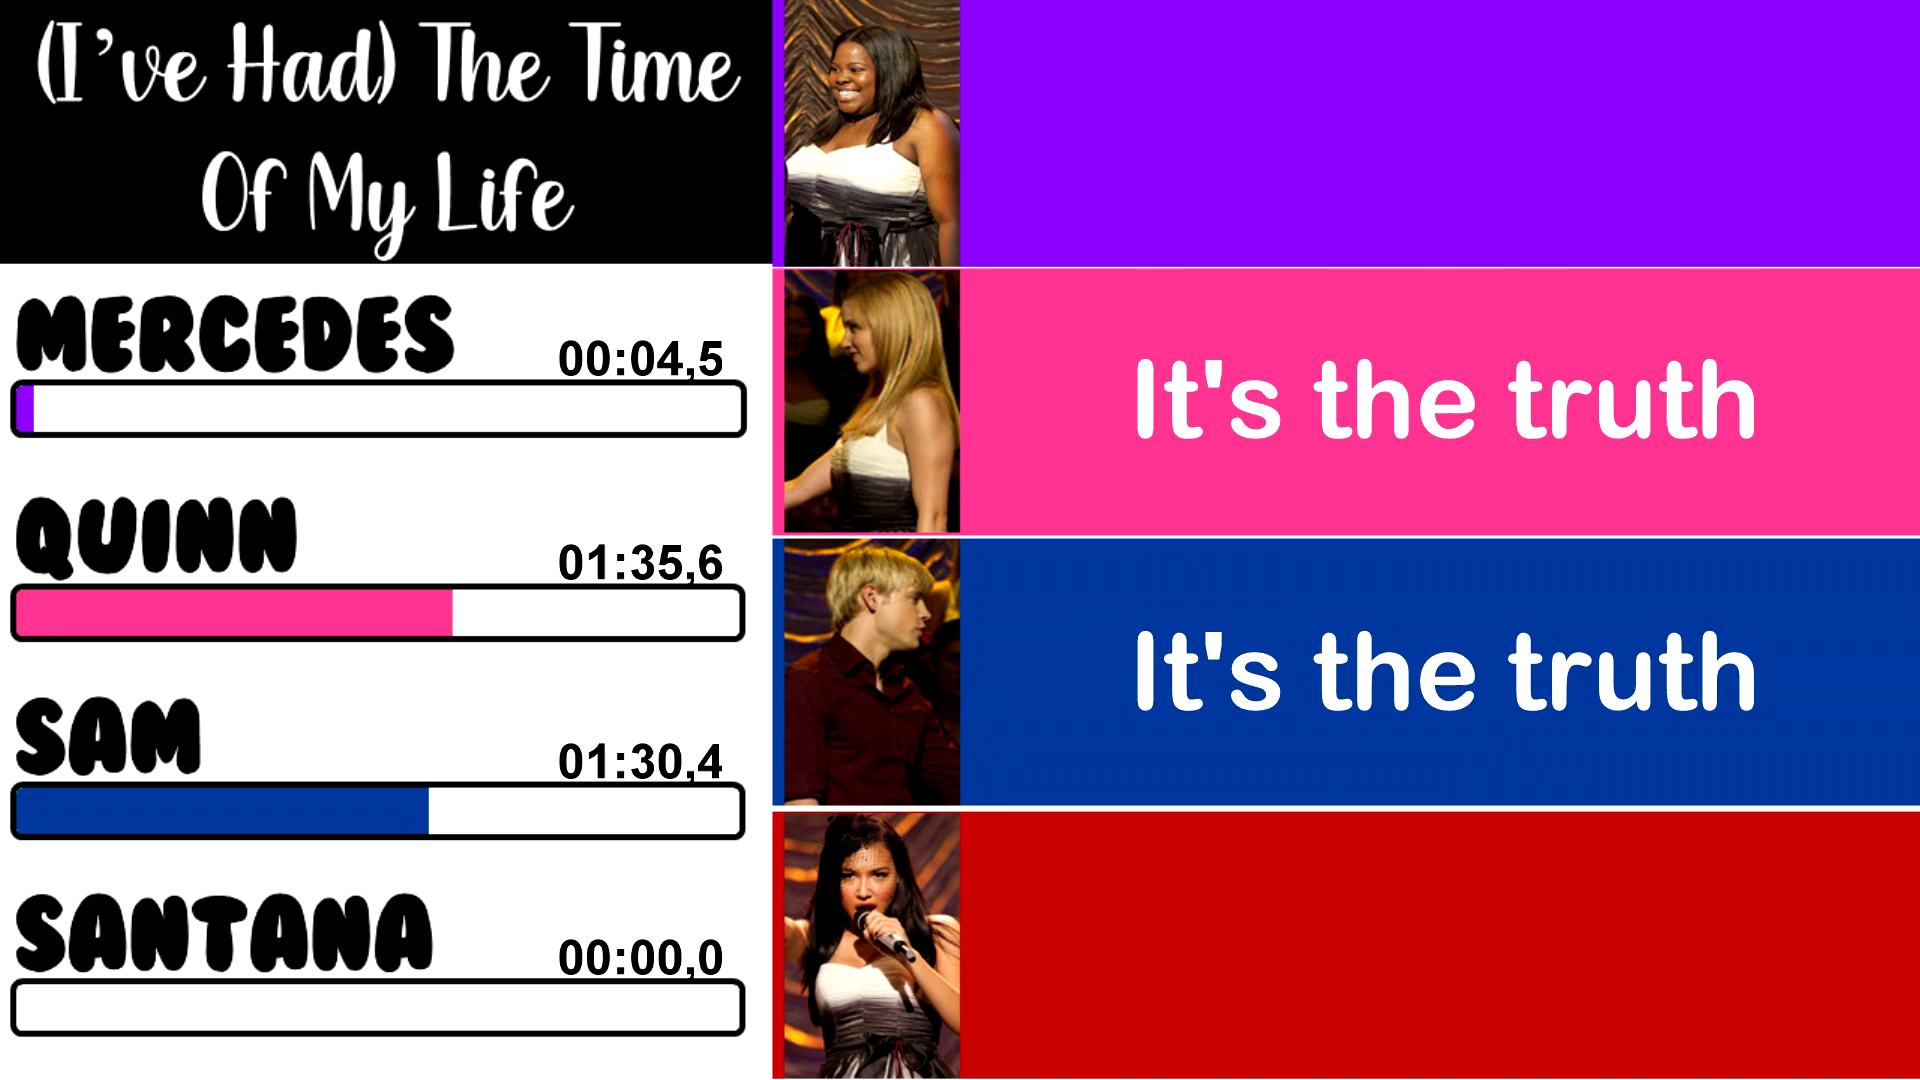 (I've Had) The Time
Of My Life
MERCEDES
00:04,5
QUINN
01:35,6
SAM
01:30,4
SANTANA
00:00,0
It's the truth
It's the truth